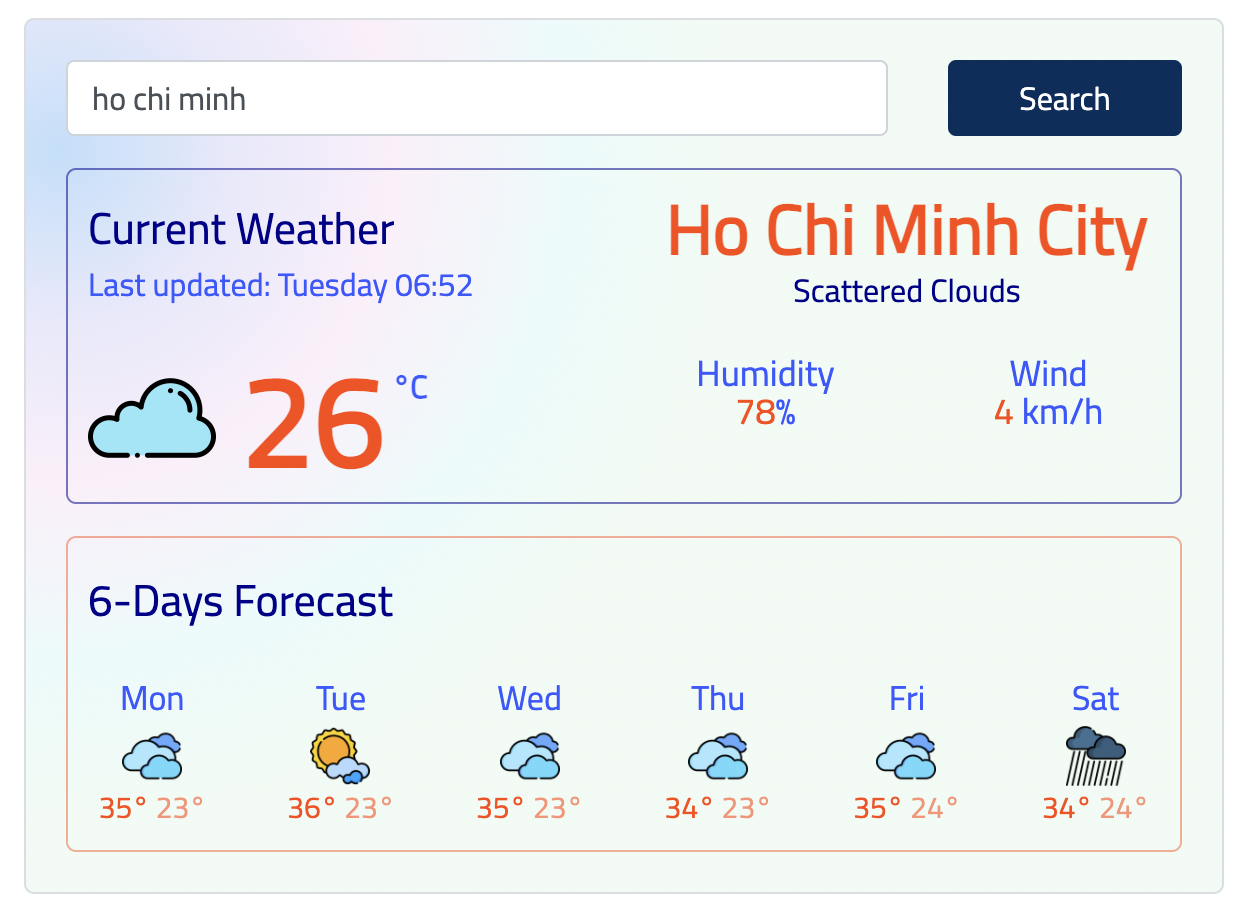 ho chi minh
Search
Current Weather
Last updated: Tuesday 06:52
26 °C
Ho Chi Minh City
Scattered Clouds
Humidity
78%
Wind
4 km/h
6-Days Forecast
Mon
35° 23°
Tue
36° 23°
Wed
35° 23°
Thu
34° 23°
Fri
35° 24°
Sat
34° 24°